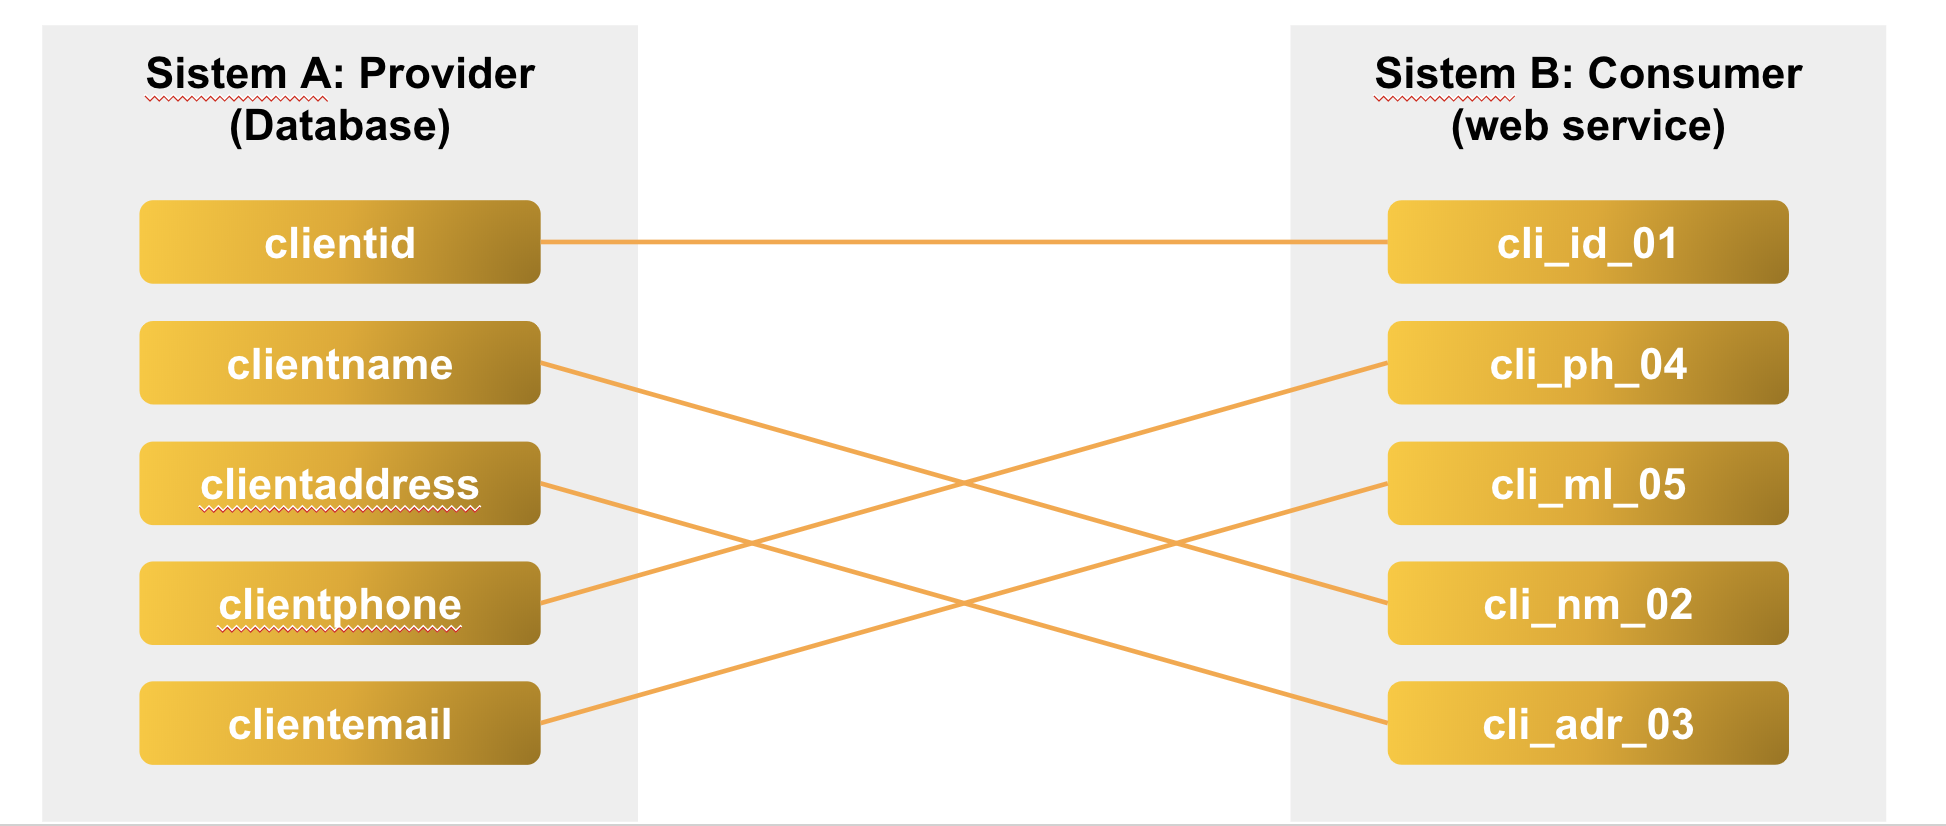 Sistem A: Provider
(Database)
clientid
clientname
clientaddress
clientphone
clientemail
Sistem B: Consumer
(web service)
cli_id_01
cli_ph_04
cli_ml_05
cli_nm_02
cli_adr_03